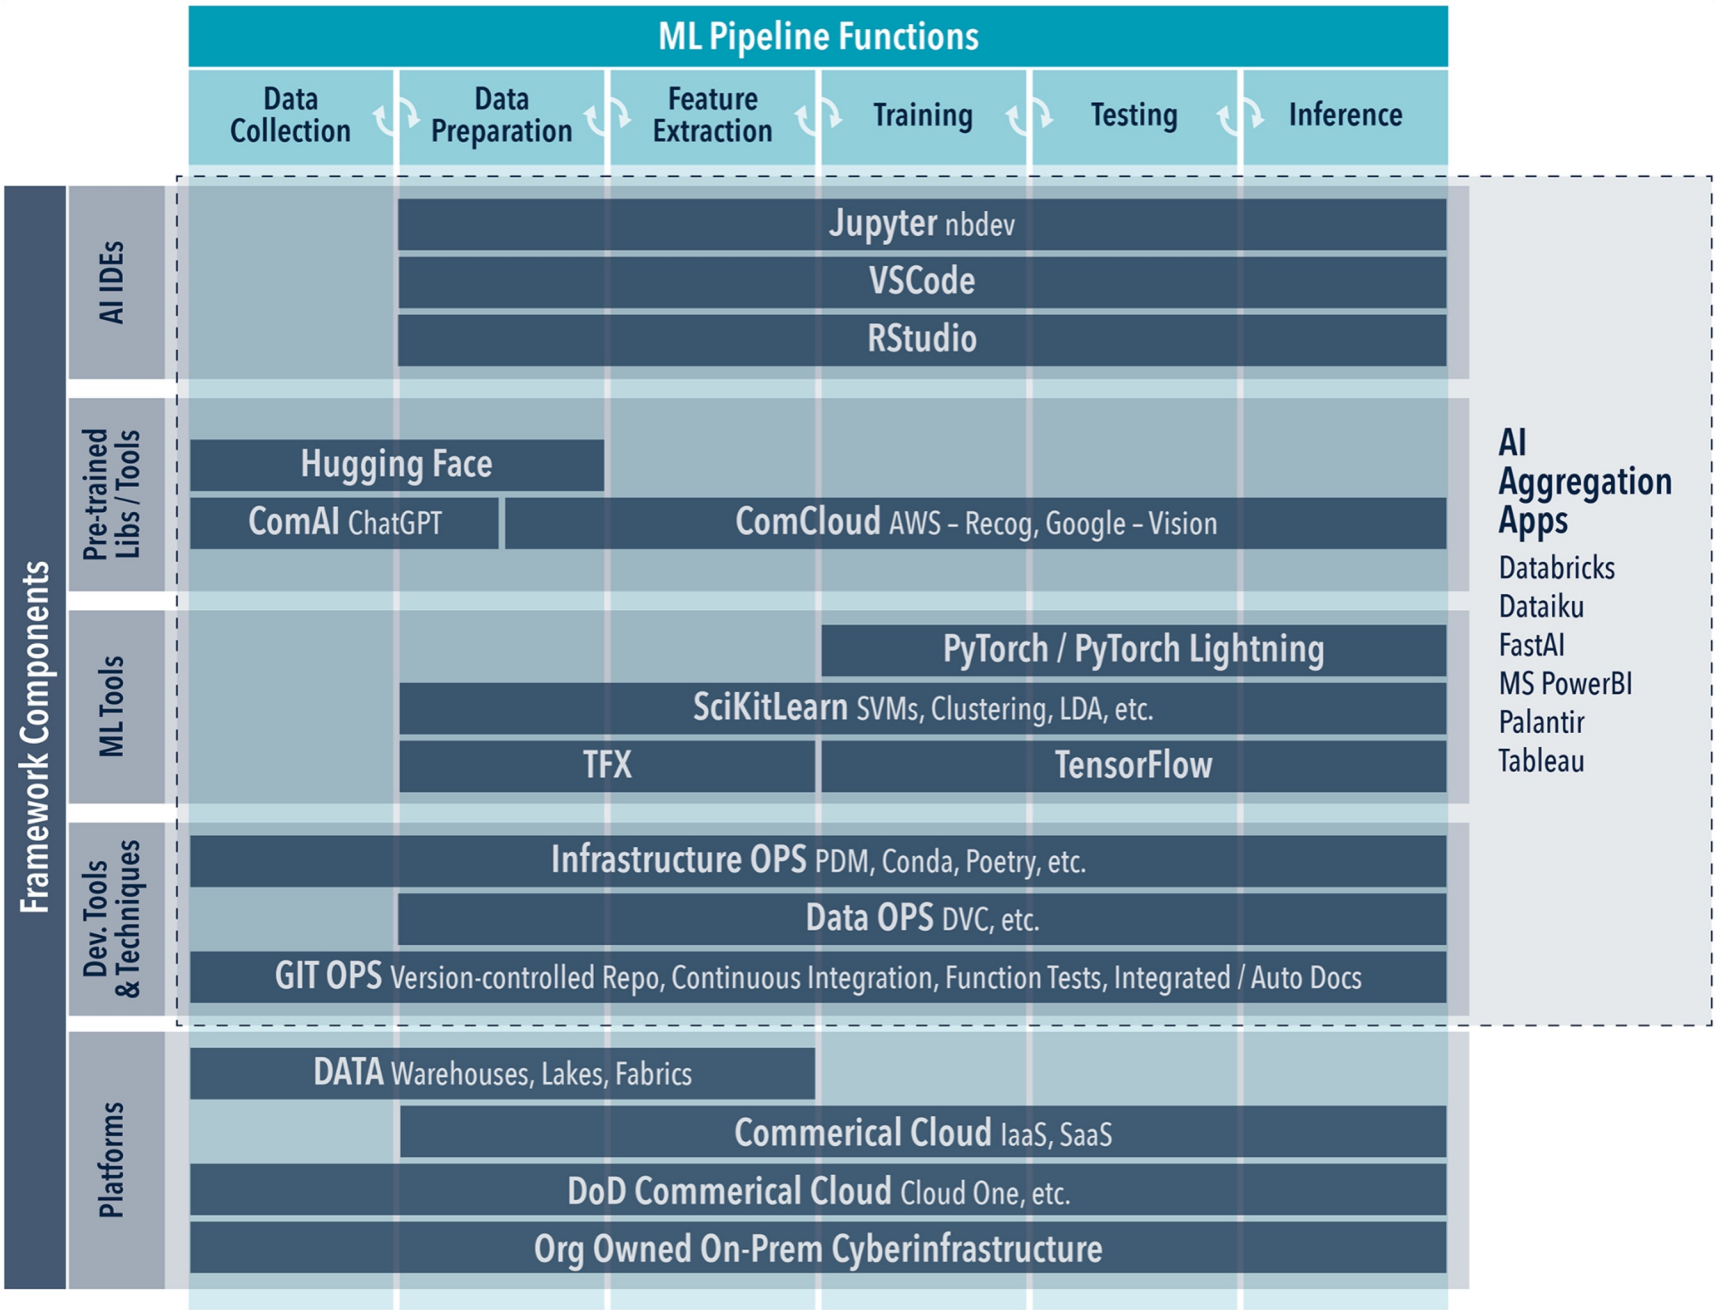 ML Pipeline Functions
Data
Collection
Data
Preparation
Feature
Extraction
Training
Testing
Inference
Framework Components
AI IDEs
Jupyter nbdev
VSCode
RStudio
Pre-trained
Libs / Tools
Hugging Face
ComAI ChatGPT
ComCloud AWS – Recog, Google – Vision
ML Tools
PyTorch / PyTorch Lightning
SciKitLearn SVMs, Clustering, LDA, etc.
TFX
TensorFlow
Dev. Tools
& Techniques
Infrastructure OPS PDM, Conda, Poetry, etc.
Data OPS DVC, etc.
GIT OPS Version-controlled Repo, Continuous Integration, Function Tests, Integrated / Auto Docs
Platforms
DATA Warehouses, Lakes, Fabrics
Commerical Cloud IaaS, SaaS
DoD Commerical Cloud Cloud One, etc.
Org Owned On-Prem Cyberinfrastructure
AI
Aggregation
Apps
Databricks
Dataiku
FastAI
MS PowerBI
Palantir
Tableau